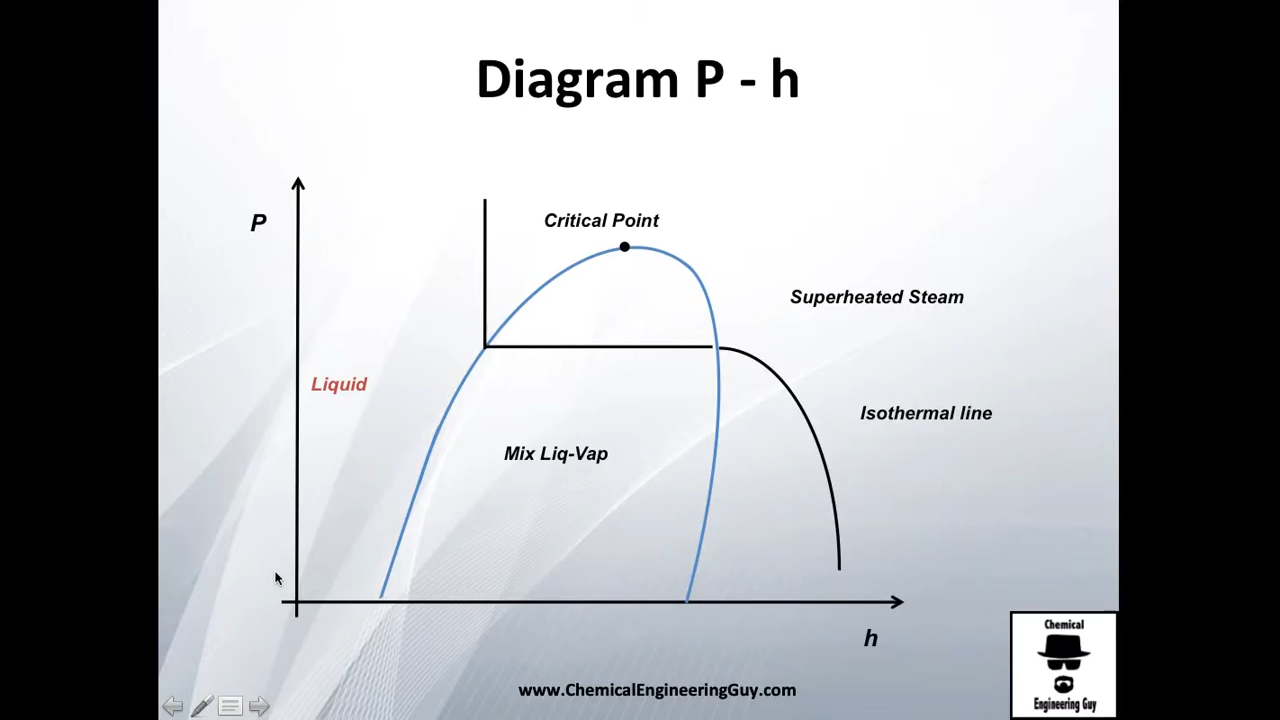 Diagram P - h
P
Critical Point
Superheated Steam
Liquid
Isothermal line
Mix Liq-Vap
h
Chemical
Engineering Guy
www.ChemicalEngineeringGuy.com